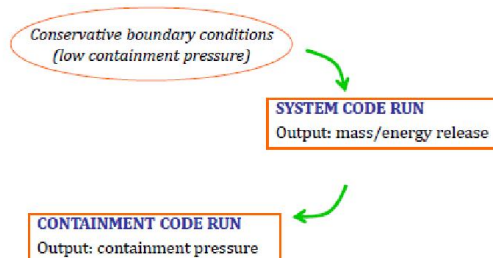 Conservative boundary conditions
(low containment pressure)
SYSTEM CODE RUN
Output: mass/energy release
CONTAINMENT CODE RUN
Output: containment pressure